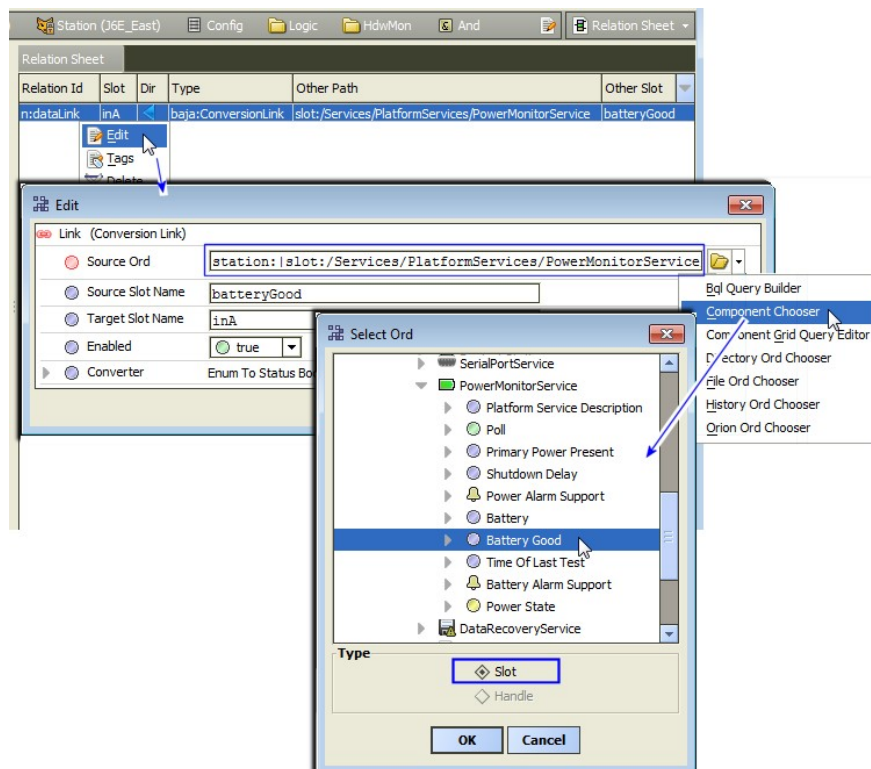 Station (J6E_East) Config Logic HdwMon And Relation Sheet
Relation Sheet
Relation Id Slot Dir Type Other Path Other Slot
n:dataLink inA baja:ConversionLink slot:/Services/PlatformServices/PowerMonitorService batteryGood
Edit
Tags
Delete
Edit
Link (Conversion Link)
Source Ord station:|slot:/Services/PlatformServices/PowerMonitorService
Source Slot Name batteryGood
Target Slot Name inA
Enabled true
Converter Enum To Status Boo
Bql Query Builder
Component Chooser
Component Grid Query Editor
Directory Ord Chooser
File Ord Chooser
History Ord Chooser
Orion Ord Chooser
Select Ord
SerialPortService
PowerMonitorService
Platform Service Description
Poll
Primary Power Present
Shutdown Delay
Power Alarm Support
Battery
Battery Good
Time Of Last Test
Battery Alarm Support
Power State
DataRecoveryService
Type
Slot
Handle
OK Cancel